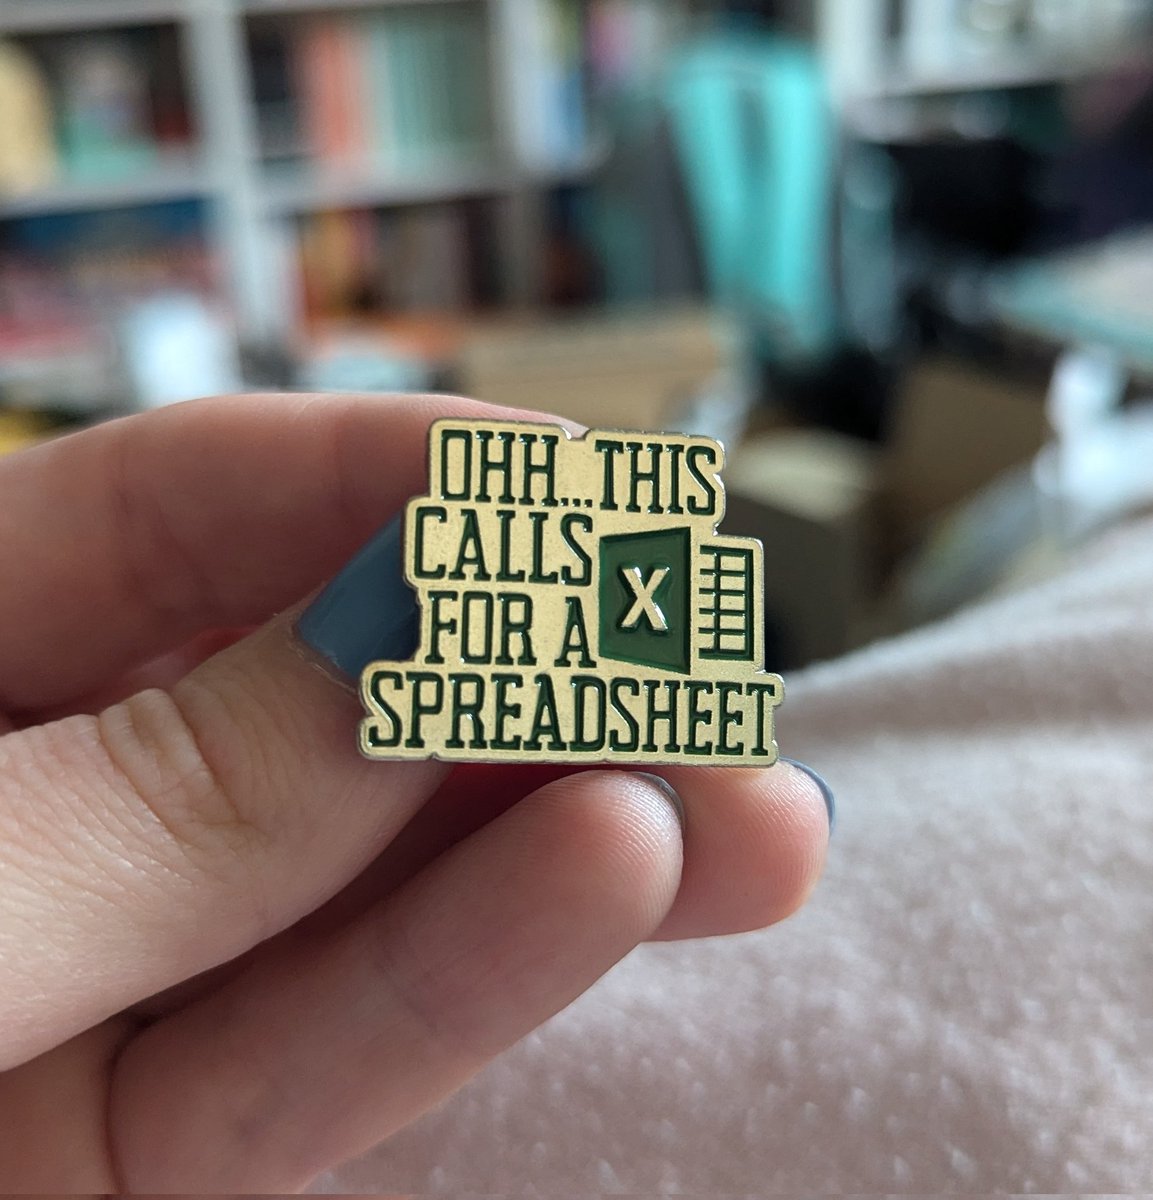 OHH...THIS
CALLS
FOR A
X
SPREADSHEET